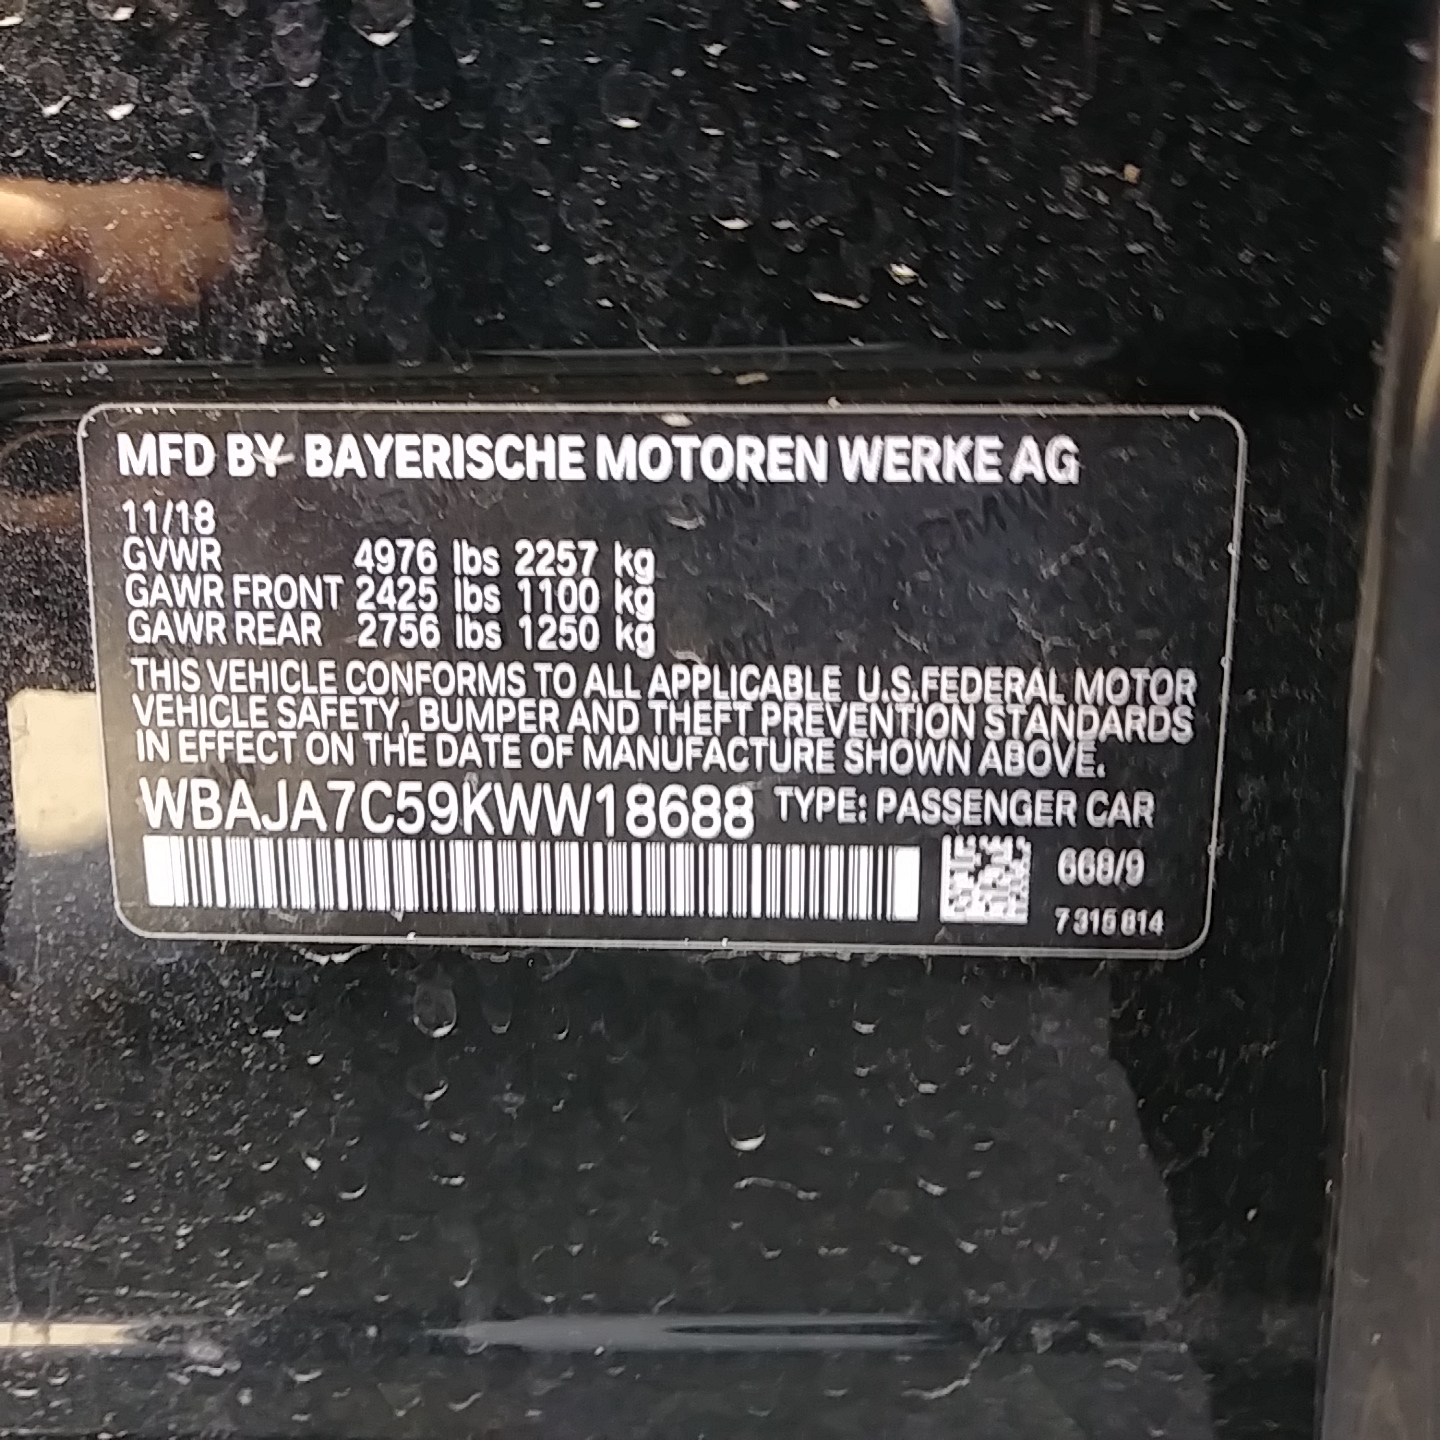 MFD BY BAYERISCHE MOTOREN WERKE AG
11/18
GVWR 4976 lbs 2257 kg
GAWR FRONT 2425 lbs 1100 kg
GAWR REAR 2756 lbs 1250 kg
THIS VEHICLE CONFORMS TO ALL APPLICABLE U.S.FEDERAL MOTOR
VEHICLE SAFETY, BUMPER AND THEFT PREVENTION STANDARDS
IN EFFECT ON THE DATE OF MANUFACTURE SHOWN ABOVE.
WBAJA7C59KWW18688 TYPE: PASSENGER CAR
668/9
7 316 814